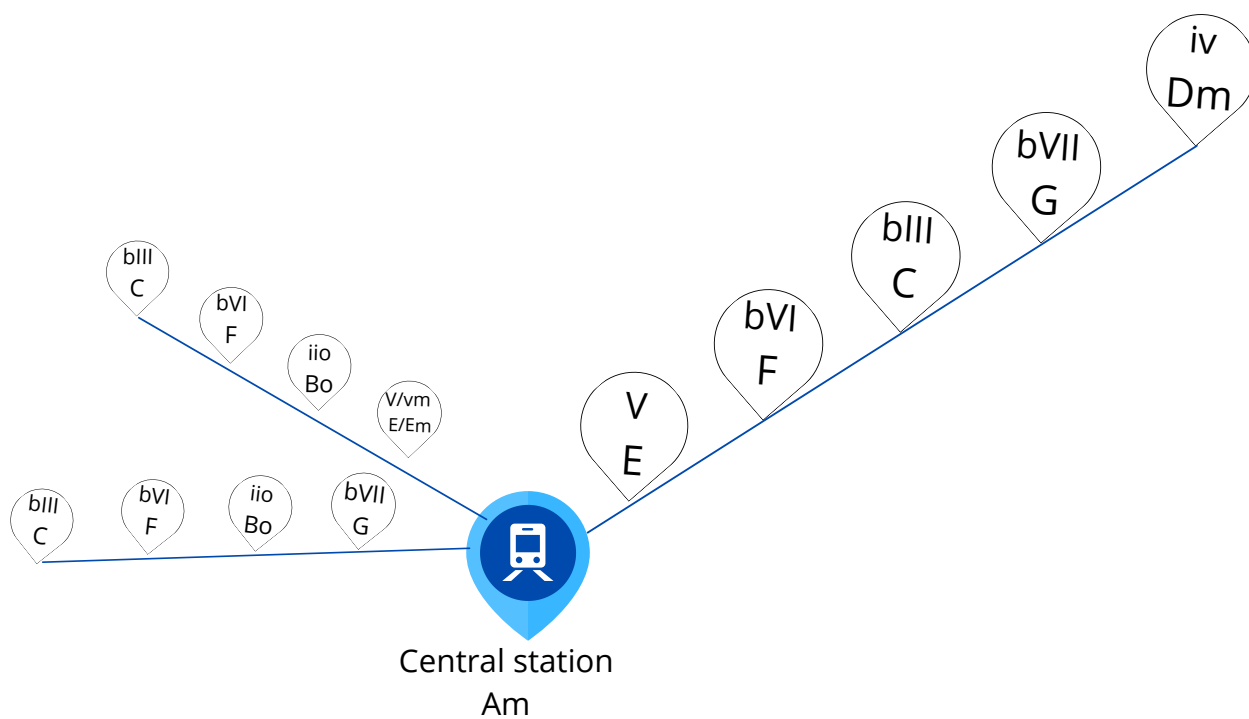 iv
Dm
bVII
G
bIII
C
bVI
F
V
E
bIII
C
bVI
F
iio
Bo
V/vm
E/Em
bIII
C
bVI
F
iio
Bo
bVII
G
Central station
Am